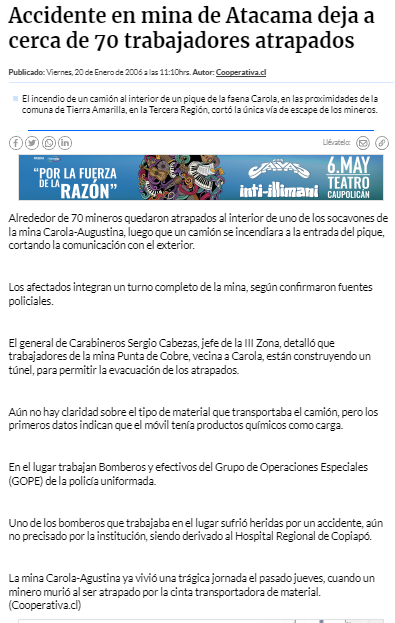 Accidente en mina de Atacama deja a
cerca de 70 trabajadores atrapados
Publicado: Viernes, 20 de Enero de 2006 a las 11:10hrs. Autor: Cooperativa.cl
El incendio de un camión al interior de un pique de la faena Carola, en las proximidades de la
comuna de Tierra Amarilla, en la Tercera Región, cortó la única vía de escape de los mineros.
Llévatelo:
"POR LA FUERZA
DE LA RAZÓN"
inti-illimani
6.MAY
TEATRO
CAUPOLICÁN
Alrededor de 70 mineros quedaron atrapados al interior de uno de los socavones de
la mina Carola-Augustina, luego que un camión se incendiara a la entrada del pique,
cortando la comunicación con el exterior.
Los afectados integran un turno completo de la mina, según confirmaron fuentes
policiales.
El general de Carabineros Sergio Cabezas, jefe de la III Zona, detalló que
trabajadores de la mina Punta de Cobre, vecina a Carola, están construyendo un
túnel, para permitir la evacuación de los atrapados.
Aún no hay claridad sobre el tipo de material que transportaba el camión, pero los
primeros datos indican que el móvil tenía productos químicos como carga.
En el lugar trabajan Bomberos y efectivos del Grupo de Operaciones Especiales
(GOPE) de la policía uniformada.
Uno de los bomberos que trabajaba en el lugar sufrió heridas por un accidente, aún
no precisado por la institución, siendo derivado al Hospital Regional de Copiapó.
La mina Carola-Agustina ya vivió una trágica jornada el pasado jueves, cuando un
minero murió al ser atrapado por la cinta transportadora de material.
(Cooperativa.cl)